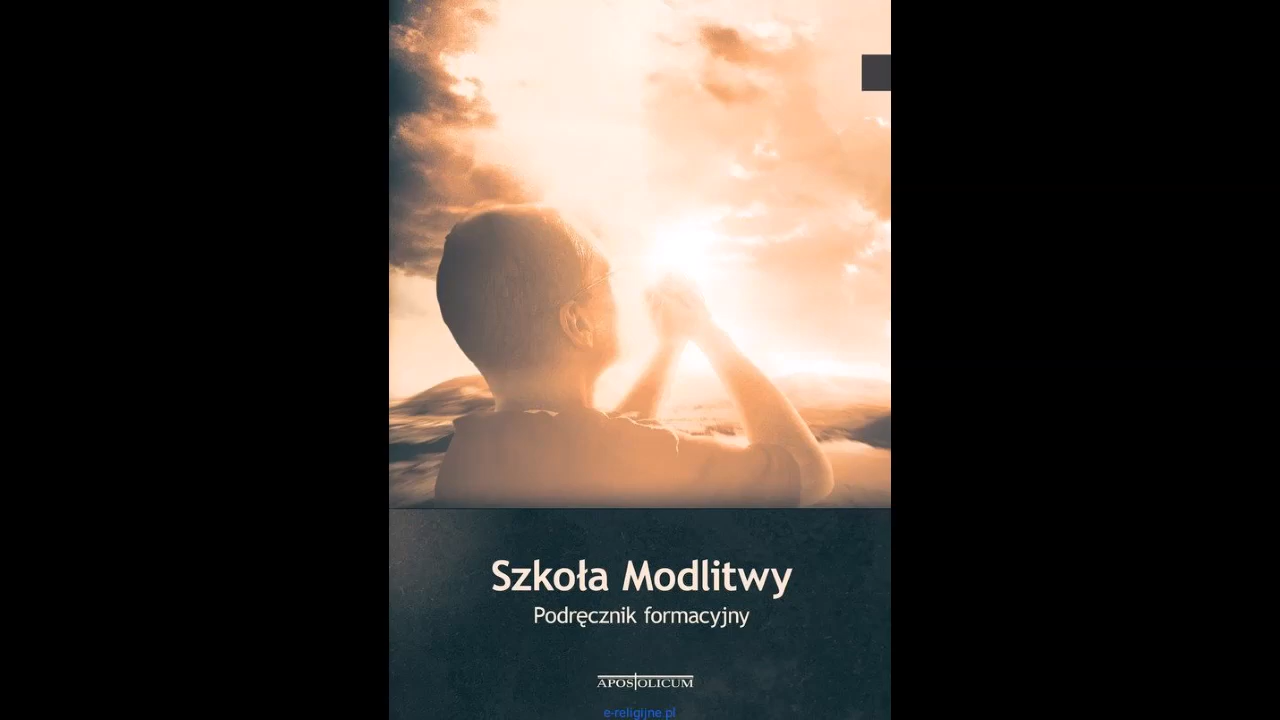 Szkoła Modlitwy
Podręcznik formacyjny
APOSTOLICUM
e-religijne.pl